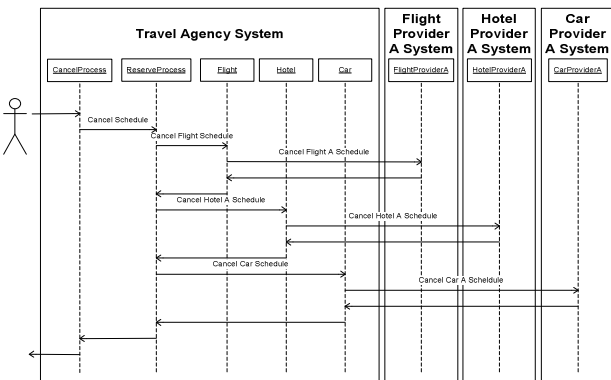 Travel Agency System
Flight
Provider
A System
Hotel
Provider
A System
Car
Provider
A System
CancelProcess
ReserveProcess
Flight
Hotel
Car
FlightProviderA
HotelProviderA
CarProviderA
Cancel Schedule
Cancel Flight Schedule
Cancel Flight A Schedule
Cancel Hotel A Schedule
Cancel Hotel A Schedule
Cancel Car Schedule
Cancel Car A Scheldule